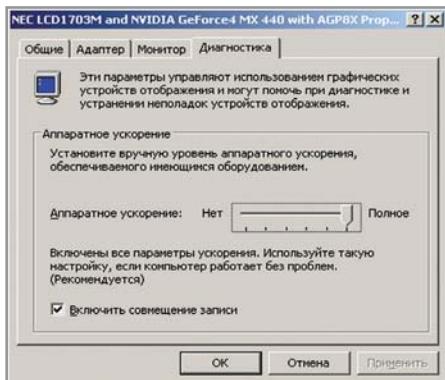 NEC LCD1703M and NVIDIA GeForce4 MX 440 with AGP8X Prop...
Общие Адаптер Монитор Диагностика
Эти параметры управляют использованием графических
устройств отображения и могут помочь при диагностике и
устранении неполадок устройств отображения.
Аппаратное ускорение
Установите вручную уровень аппаратного ускорения,
обеспечиваемого имеющимся оборудованием.
Аппаратное ускорение: Нет Полное
Включены все параметры ускорения. Используйте такую
настройку, если компьютер работает без проблем.
(Рекомендуется)
Включить совмещение записи
OK Отмена Применить